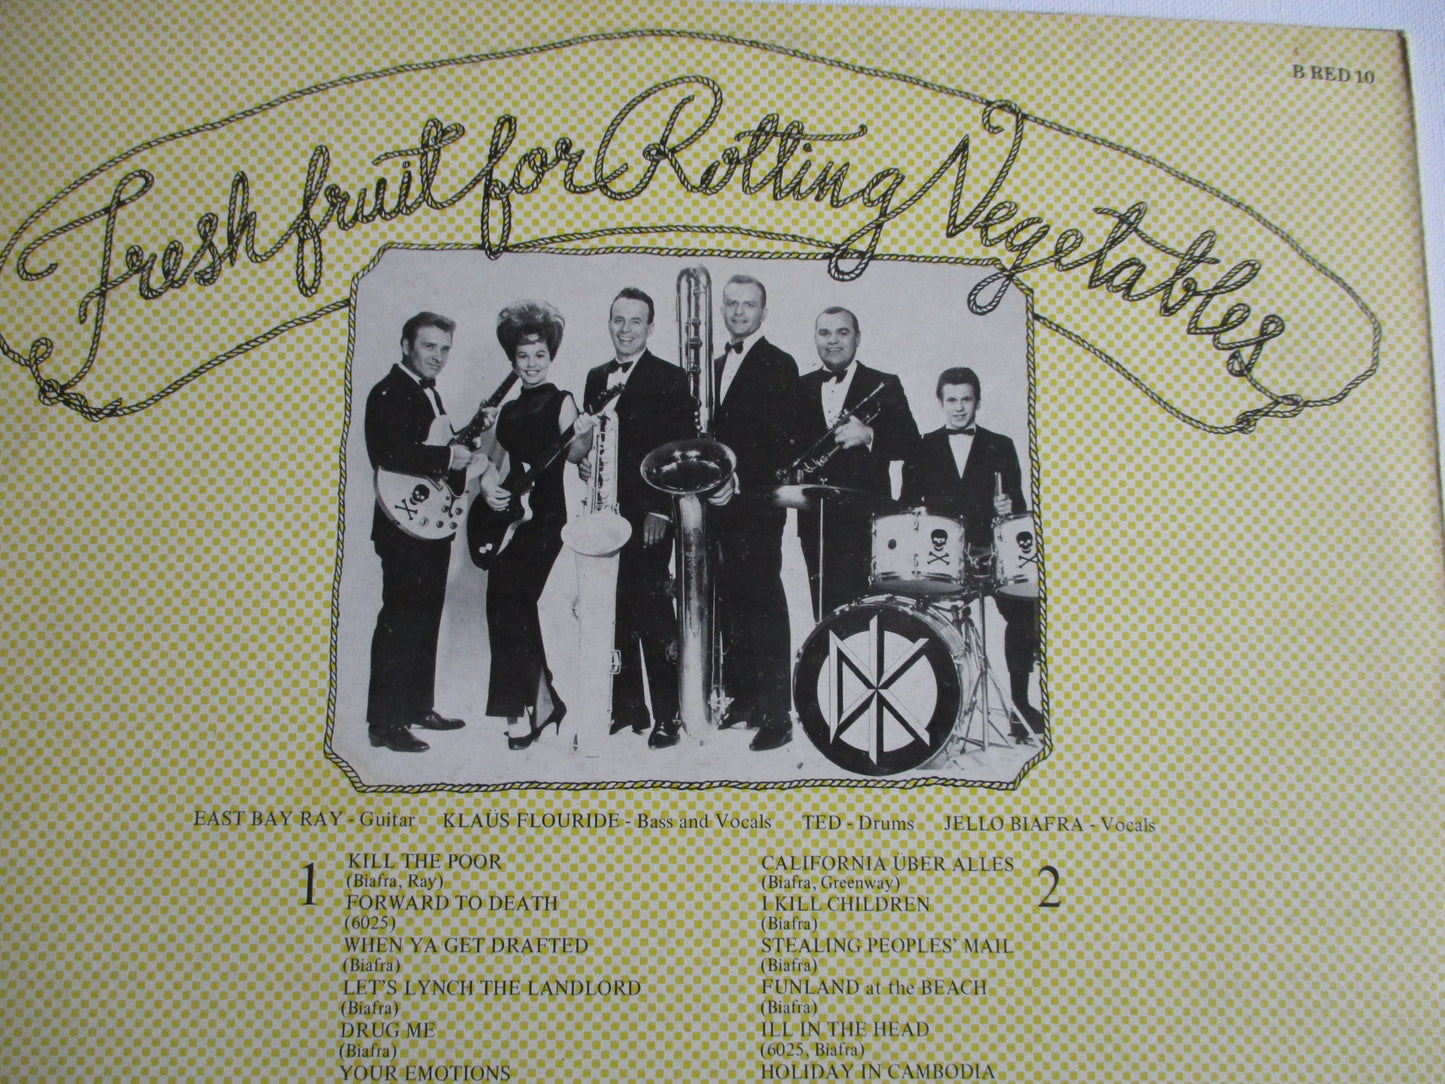 B RED 10
Fresh fruit for Rotting Vegetables
DK
EAST BAY RAY - Guitar KLAÜS FLOURIDE - Bass and Vocals TED - Drums JELLO BIAFRA - Vocals
1
KILL THE POOR
(Biafra, Ray)
FORWARD TO DEATH
(6025)
WHEN YA GET DRAFTED
(Biafra)
LET'S LYNCH THE LANDLORD
(Biafra)
DRUG ME
(Biafra)
YOUR EMOTIONS
2
CALIFORNIA ÜBER ALLES
(Biafra, Greenway)
I KILL CHILDREN
(Biafra)
STEALING PEOPLES' MAIL
(Biafra)
FUNLAND at the BEACH
(Biafra)
ILL IN THE HEAD
(6025, Biafra)
HOLIDAY IN CAMBODIA